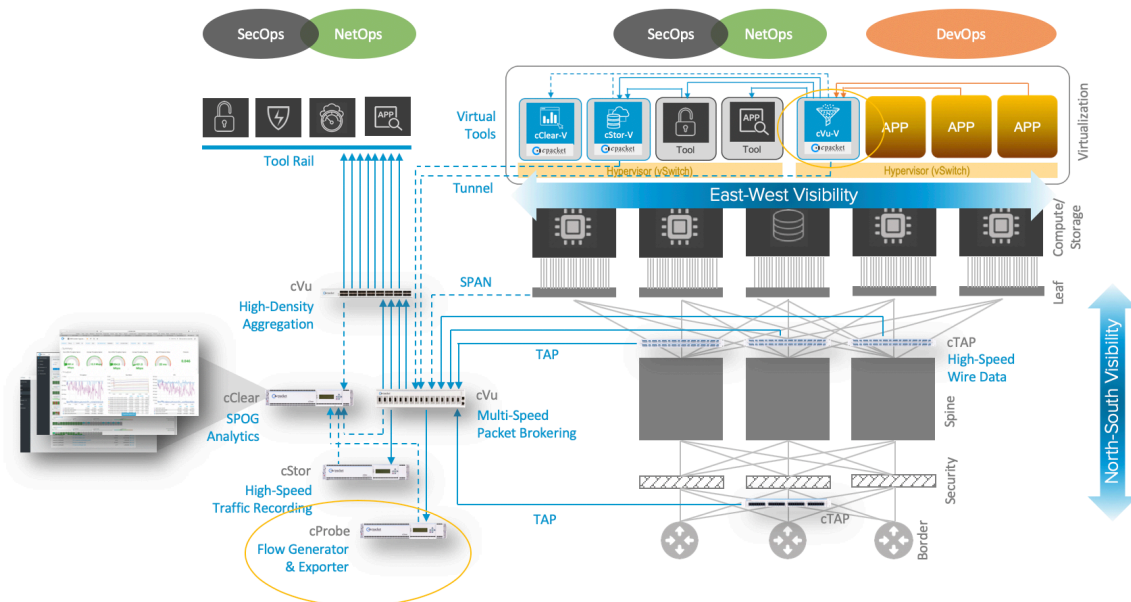 SecOps
NetOps
SecOps
NetOps
DevOps
Virtual
Tools
cClear-V
cpacket
cStor-V
cpacket
Tool
APP
Tool
cVu-V
cpacket
APP
APP
APP
Virtualization
Hypervisor (vSwitch)
Hypervisor (vSwitch)
APP
Tool Rail
Tunnel
East-West Visibility
Compute/
Storage
SPAN
Leaf
cVu
High-Density
Aggregation
TAP
TAP
cTAP
High-Speed
Wire Data
North-South Visibility
cClear
SPOG
Analytics
cVu
Multi-Speed
Packet Brokering
Spine
cStor
High-Speed
Traffic Recording
Security
TAP
cTAP
cProbe
Flow Generator
& Exporter
Border